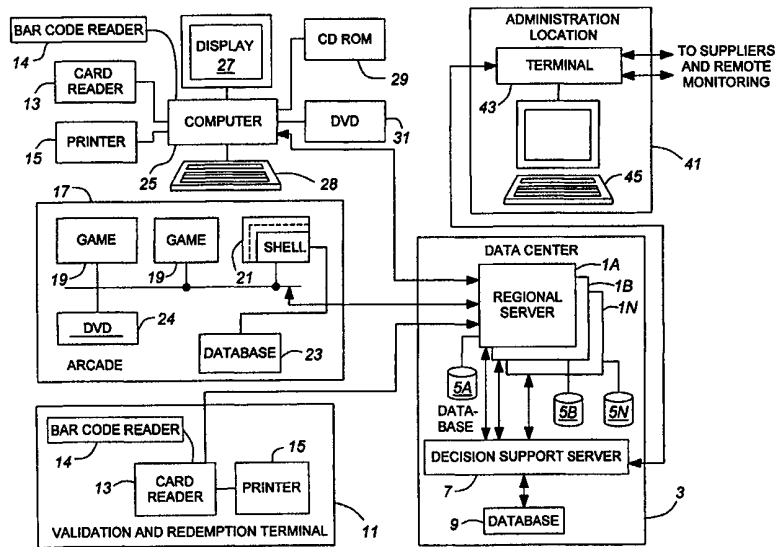 BAR CODE READER
14
CARD
READER
13
PRINTER
15
DISPLAY
27
CD ROM
29
COMPUTER
25
DVD
31
28
17
GAME
19
GAME
19
21
SHELL
DVD
24
DATABASE
23
ARCADE
BAR CODE READER
14
13
CARD
READER
15
PRINTER
VALIDATION AND REDEMPTION TERMINAL
11
ADMINISTRATION
LOCATION
TERMINAL
43
TO SUPPLIERS
AND REMOTE
MONITORING
45
41
DATA CENTER
1A
REGIONAL
SERVER
1B
1N
5A
DATA-
BASE
5B
5N
DECISION SUPPORT SERVER
7
9
DATABASE
3